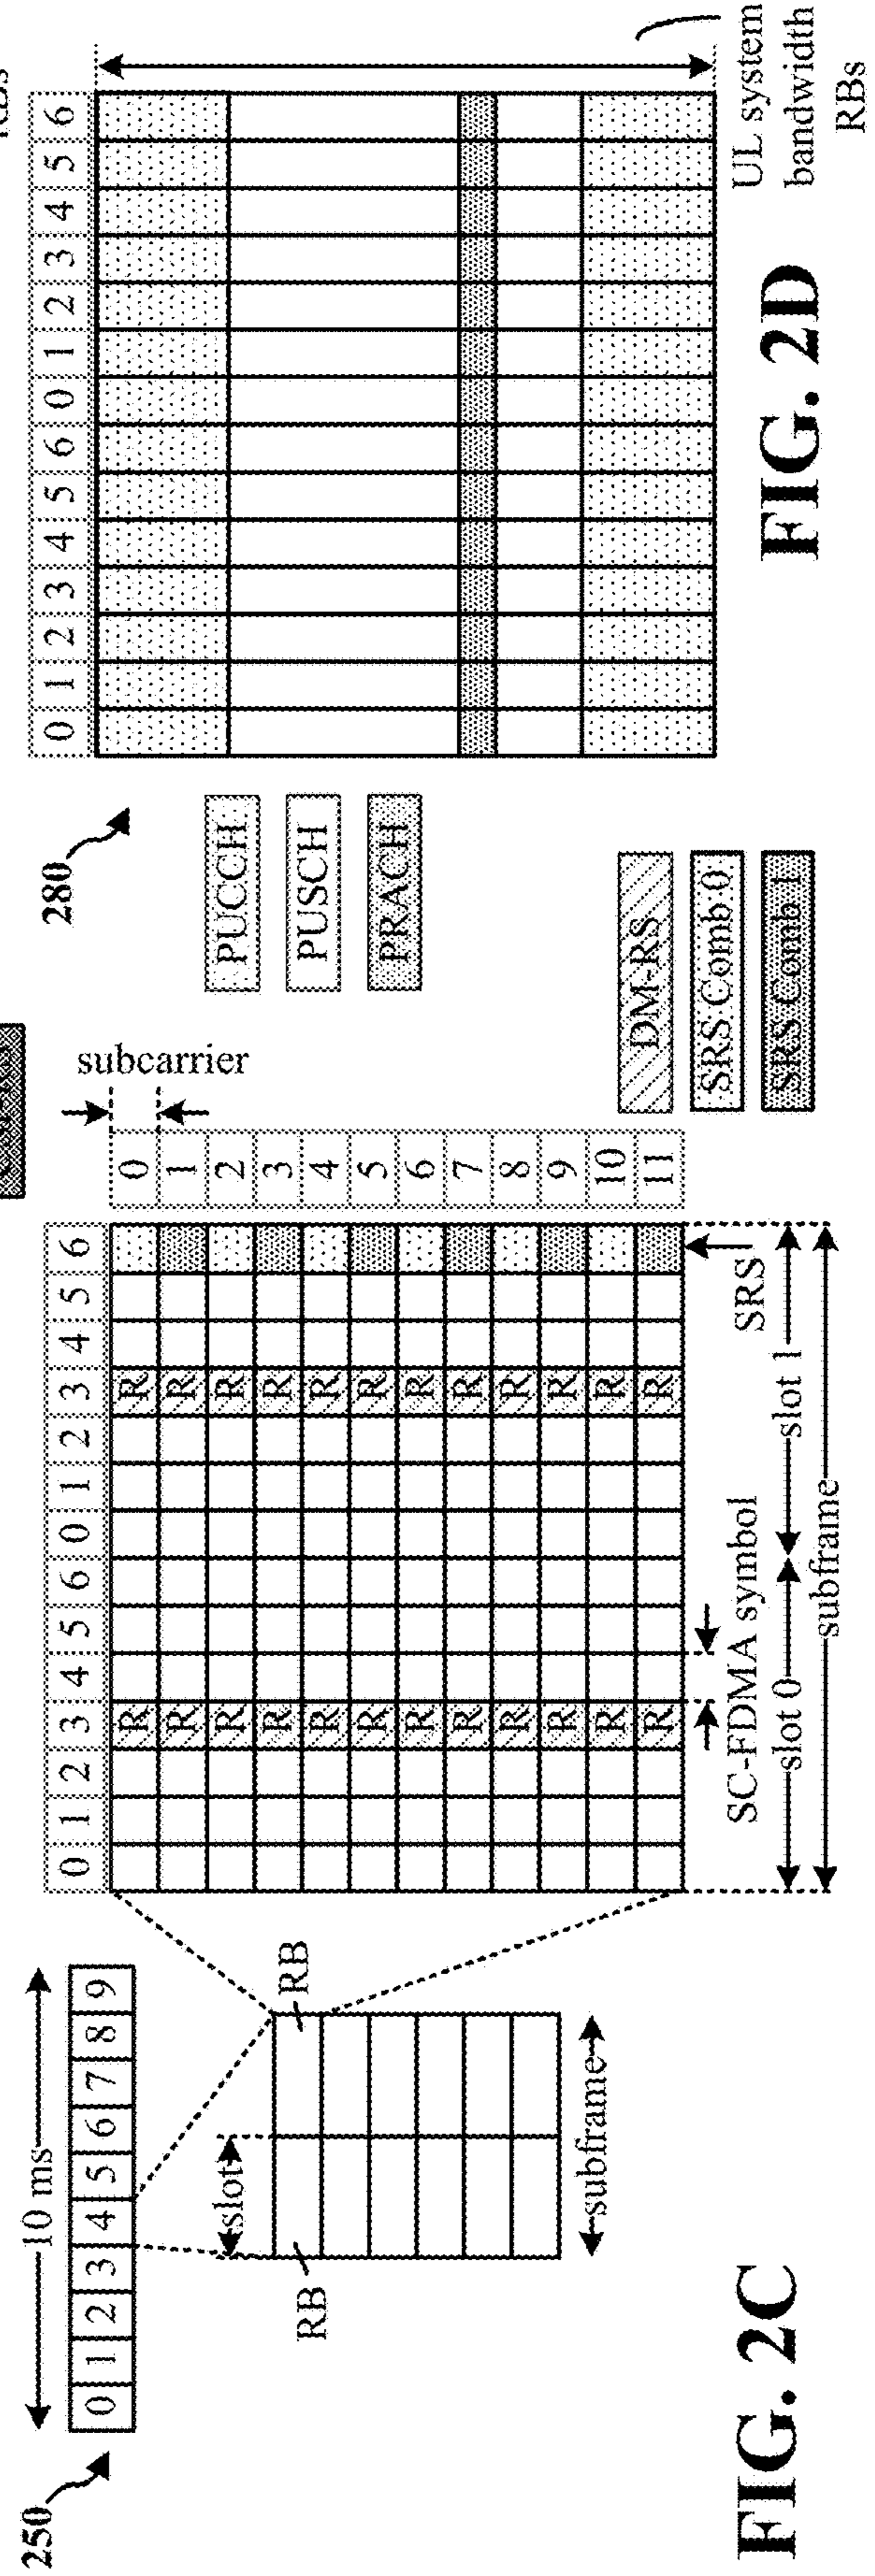 250
10 ms
0 1 2 3 4 5 6 7 8 9
slot
RB
RB
subframe
FIG. 2C
0 1 2 3 4 5 6 0 1 2 3 4 5 6
R R
R R
R R
R R
R R
R R
R R
R R
R R
R R
R R
R R
subcarrier
0
1
2
3
4
5
6
7
8
9
10
11
SC-FDMA symbol
SRS
slot 0
slot 1
subframe
DM-RS
SRS Comb 0
SRS Comb 1
280
PUCCH
PUSCH
PRACH
0 1 2 3 4 5 6 0 1 2 3 4 5 6
UL system
bandwidth
RBs
FIG. 2D